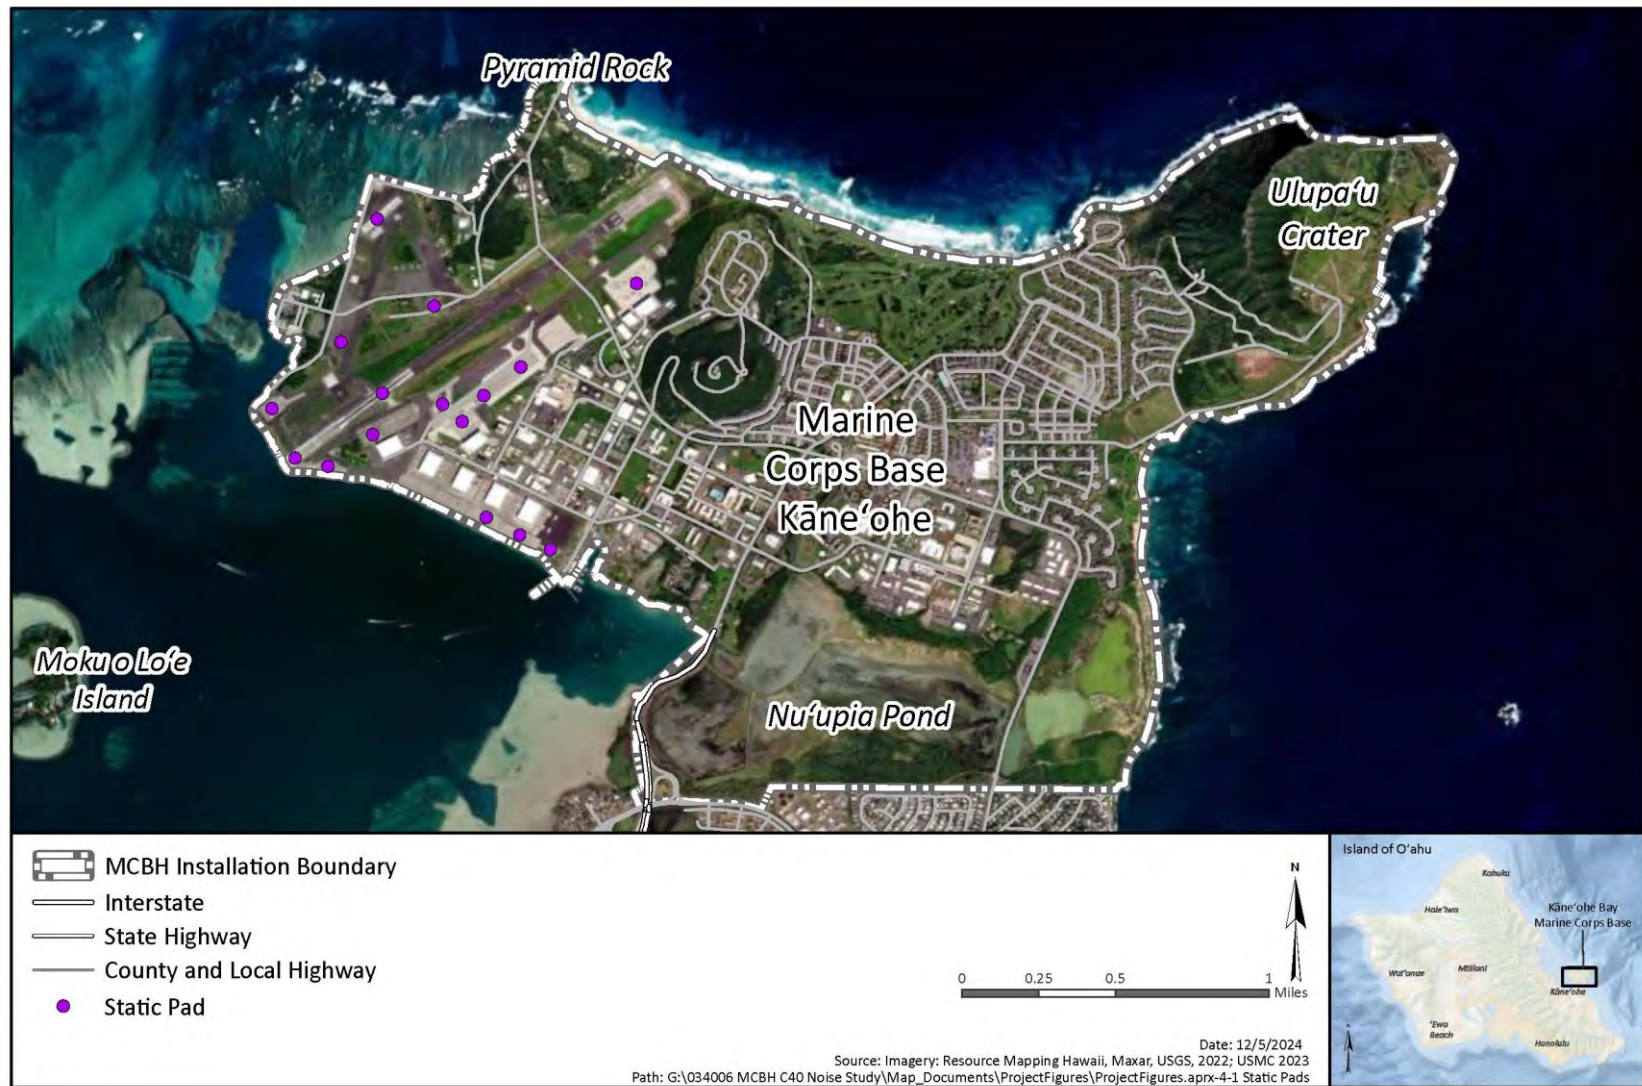 Pyramid Rock
Ulupaʻu
Crater
Marine
Corps Base
Kāneʻohe
Moku o Loʻe
Island
Nuʻupia Pond
MCBH Installation Boundary
Interstate
State Highway
County and Local Highway
Static Pad
N
0 0.25 0.5 1
Miles
Date: 12/5/2024
Source: Imagery: Resource Mapping Hawaii, Maxar, USGS, 2022; USMC 2023
Path: G:\034006 MCBH C40 Noise Study\Map_Documents\ProjectFigures\ProjectFigures.aprx-4-1 Static Pads
Island of Oʻahu
Kahuku
Haleʻiwa
Kāneʻohe Bay
Marine Corps Base
Waiʻanae
Mililani
Kāneʻohe
ʻEwa
Beach
Honolulu